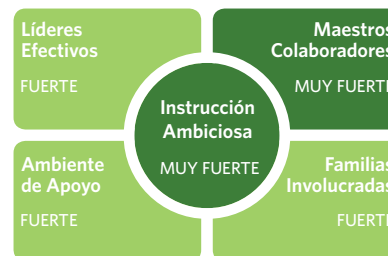 Líderes
Efectivos
FUERTE
Maestros
Colaboradores
MUY FUERTE
Instrucción
Ambiciosa
MUY FUERTE
Ambiente
de Apoyo
FUERTE
Familias
Involucradas
FUERTE